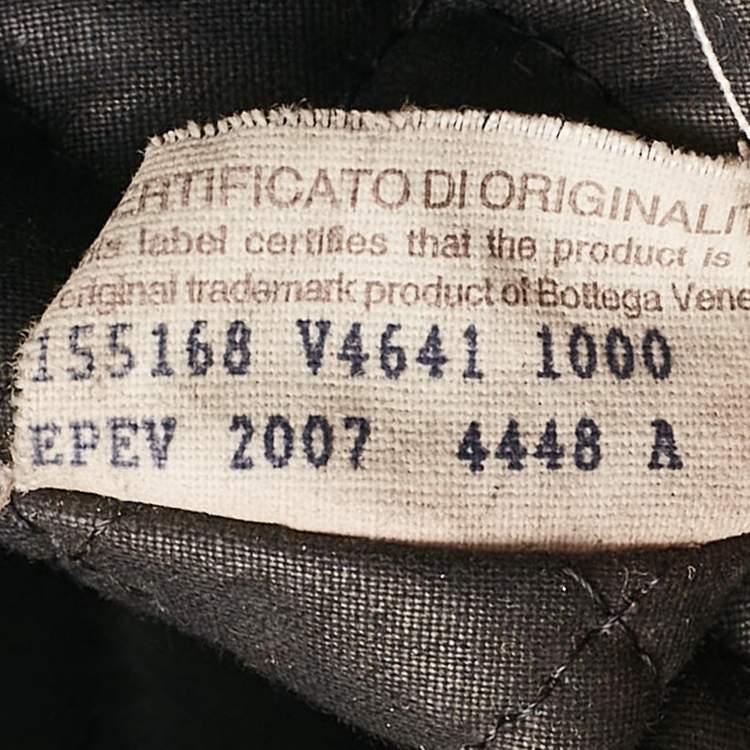 ERTIFICATO DI ORIGINALIT
is label certifies that the product is
original trademark product of Bottega Vene
155168 V4641 1000
EPEV 2007 4448 A